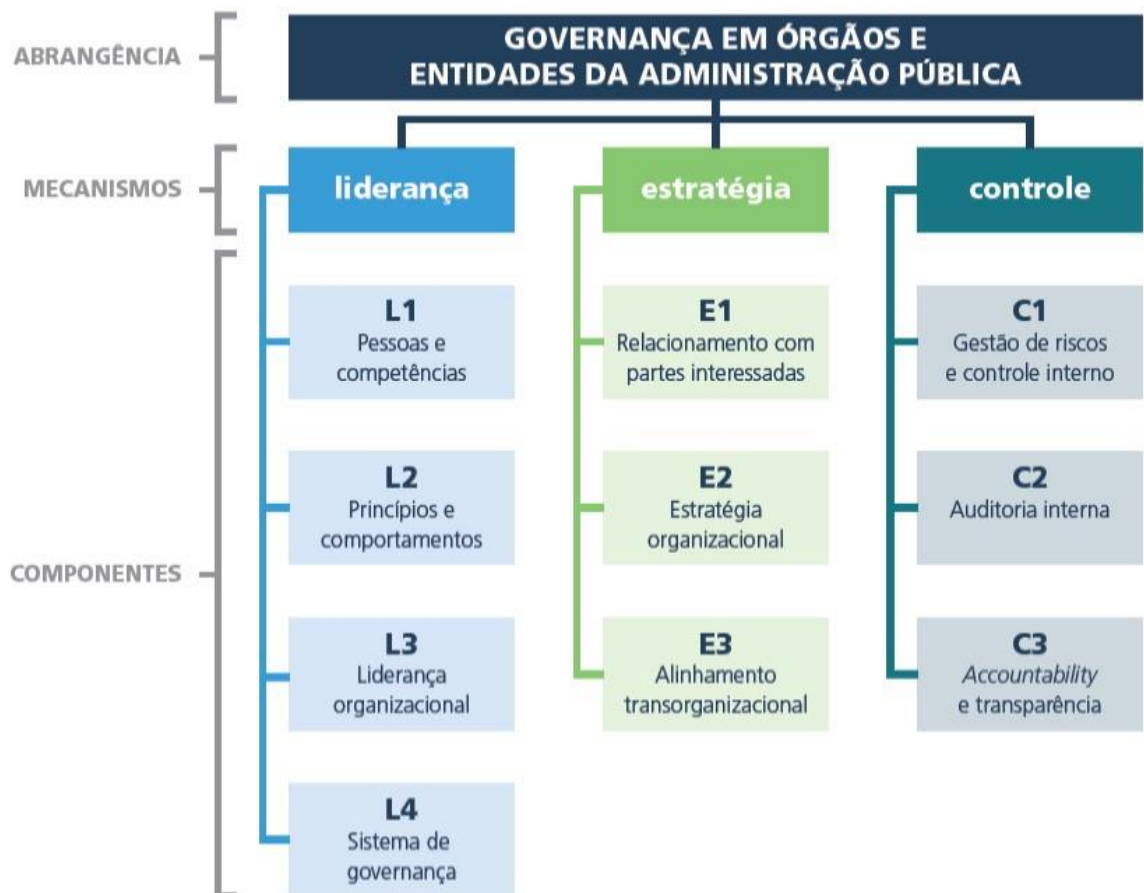 ABRANGÊNCIA
GOVERNANÇA EM ÓRGÃOS E
ENTIDADES DA ADMINISTRAÇÃO PÚBLICA
MECANISMOS
liderança
estratégia
controle
COMPONENTES
L1
Pessoas e
competências
E1
Relacionamento com
partes interessadas
C1
Gestão de riscos
e controle interno
L2
Princípios e
comportamentos
E2
Estratégia
organizacional
C2
Auditoria interna
L3
Liderança
organizacional
E3
Alinhamento
transorganizacional
C3
Accountability
e transparência
L4
Sistema de
governança